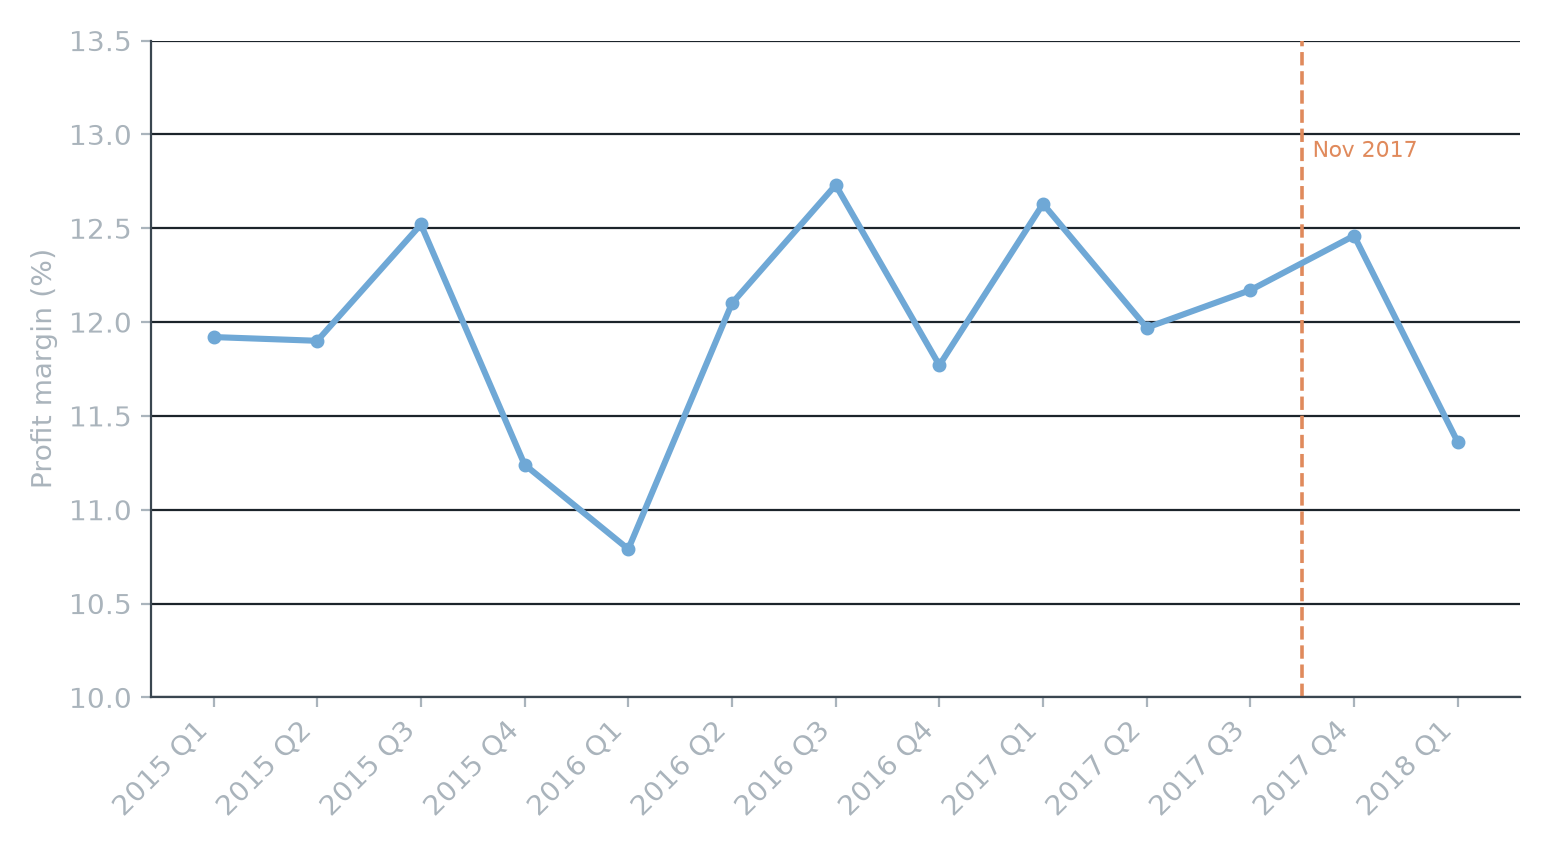 13.5
13.0
12.5
12.0
11.5
11.0
10.5
10.0
Profit margin (%)
Nov 2017
2015 Q1
2015 Q2
2015 Q3
2015 Q4
2016 Q1
2016 Q2
2016 Q3
2016 Q4
2017 Q1
2017 Q2
2017 Q3
2017 Q4
2018 Q1